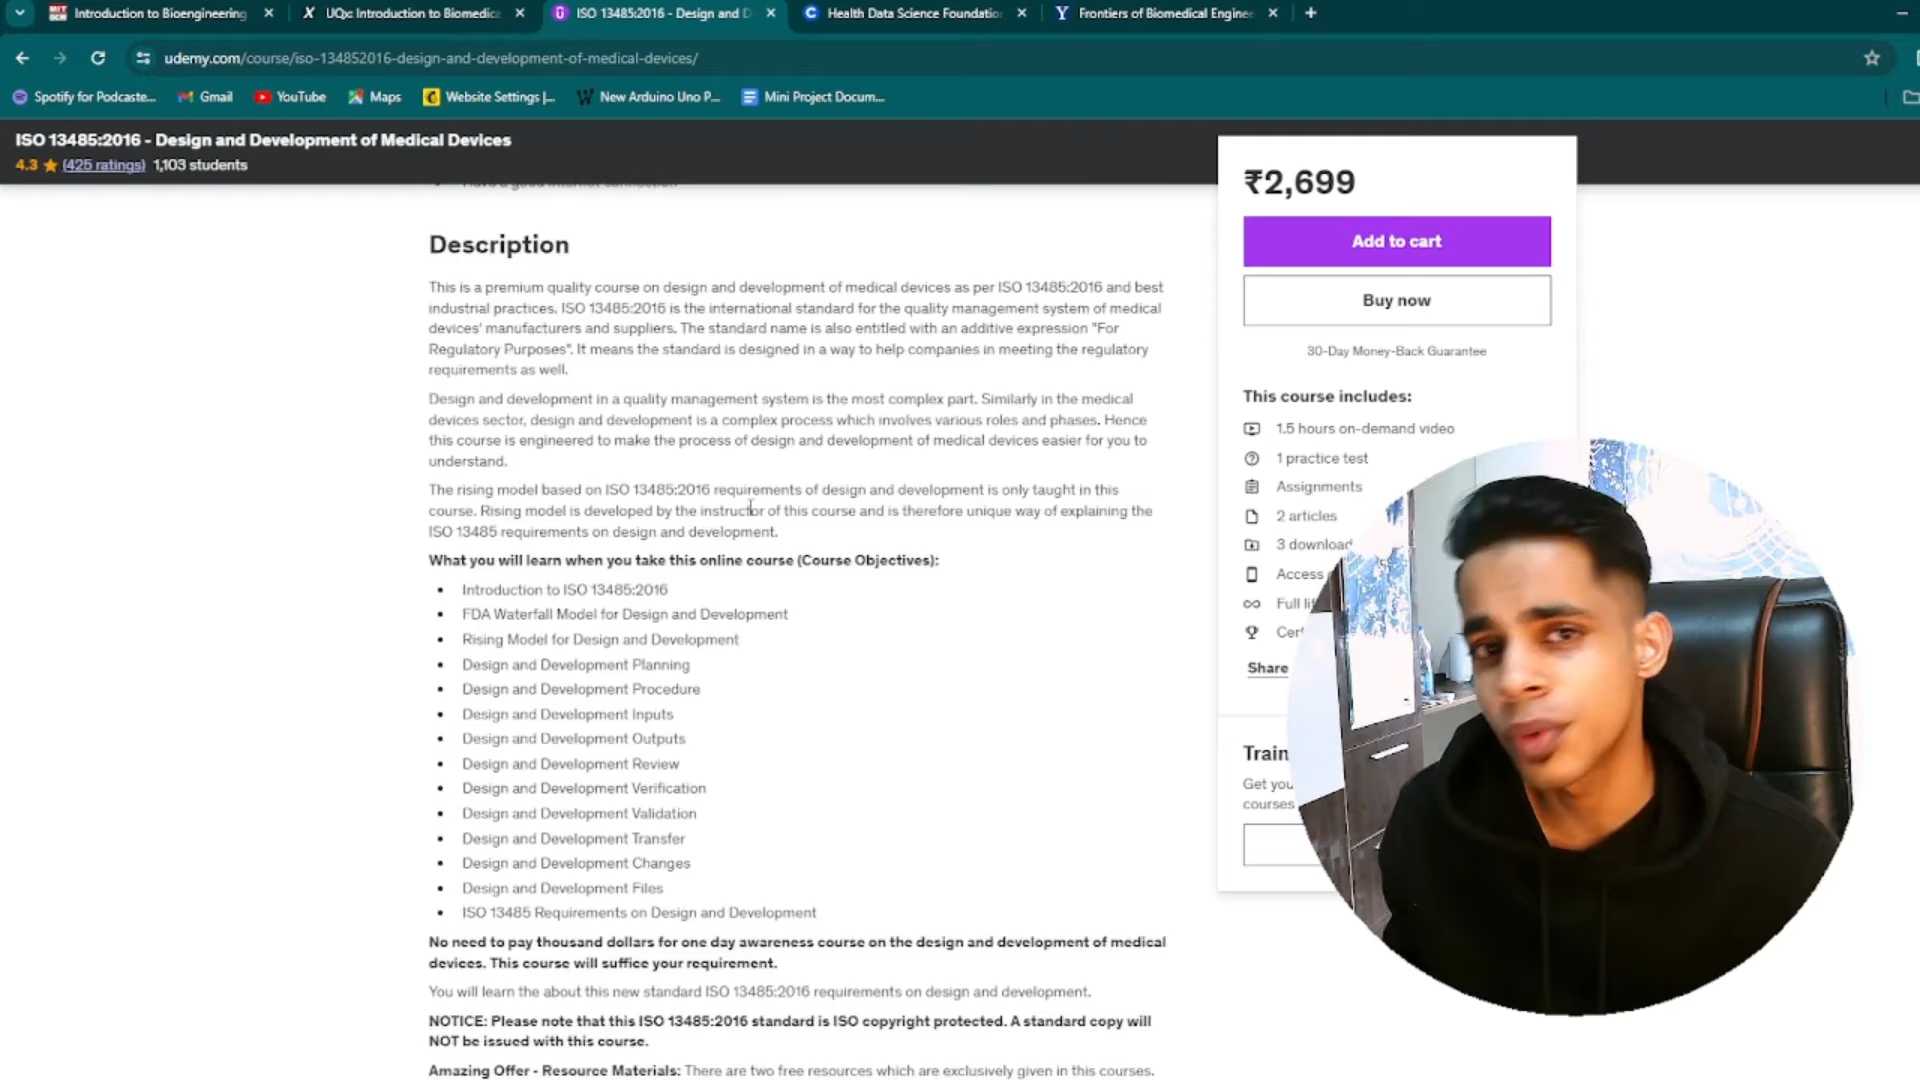 Introduction to Bioengineering
UQx: Introduction to Biomedica
ISO 13485:2016 - Design and D
Health Data Science Foundation
Frontiers of Biomedical Enginee
udemy.com/course/iso-134852016-design-and-development-of-medical-devices/
Spotify for Podcaste...
Gmail
YouTube
Maps
Website Settings |...
New Arduino Uno P...
Mini Project Docum...
ISO 13485:2016 - Design and Development of Medical Devices
4.3 ★ (425 ratings) 1,103 students
Have a good internet connection
Description
This is a premium quality course on design and development of medical devices as per ISO 13485:2016 and best
industrial practices. ISO 13485:2016 is the international standard for the quality management system of medical
devices' manufacturers and suppliers. The standard name is also entitled with an additive expression "For
Regulatory Purposes". It means the standard is designed in a way to help companies in meeting the regulatory
requirements as well.
Design and development in a quality management system is the most complex part. Similarly in the medical
devices sector, design and development is a complex process which involves various roles and phases. Hence
this course is engineered to make the process of design and development of medical devices easier for you to
understand.
The rising model based on ISO 13485:2016 requirements of design and development is only taught in this
course. Rising model is developed by the instructor of this course and is therefore unique way of explaining the
ISO 13485 requirements on design and development.
What you will learn when you take this online course (Course Objectives):
• Introduction to ISO 13485:2016
• FDA Waterfall Model for Design and Development
• Rising Model for Design and Development
• Design and Development Planning
• Design and Development Procedure
• Design and Development Inputs
• Design and Development Outputs
• Design and Development Review
• Design and Development Verification
• Design and Development Validation
• Design and Development Transfer
• Design and Development Changes
• Design and Development Files
• ISO 13485 Requirements on Design and Development
No need to pay thousand dollars for one day awareness course on the design and development of medical
devices. This course will suffice your requirement.
You will learn the about this new standard ISO 13485:2016 requirements on design and development.
NOTICE: Please note that this ISO 13485:2016 standard is ISO copyright protected. A standard copy will
NOT be issued with this course.
Amazing Offer - Resource Materials: There are two free resources which are exclusively given in this courses.
₹2,699
Add to cart
Buy now
30-Day Money-Back Guarantee
This course includes:
1.5 hours on-demand video
1 practice test
Assignments
2 articles
3 download
Access
Full li
Cert
Share
Train
Get you
courses